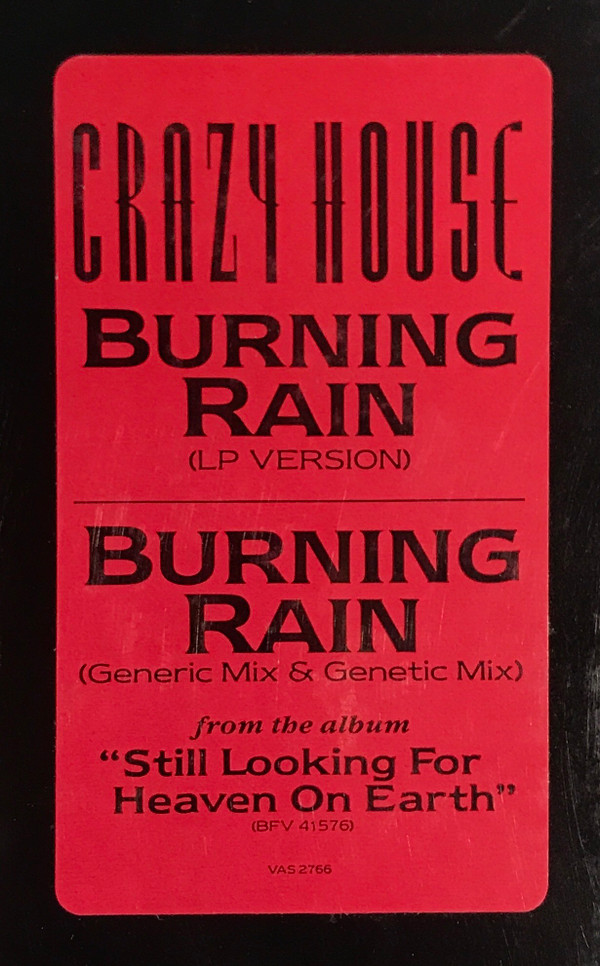 CRAZY HOUSE
BURNING
RAIN
(LP VERSION)
BURNING
RAIN
(Generic Mix & Genetic Mix)
from the album
“Still Looking For
Heaven On Earth”
(BFV 41576)
VAS 2766